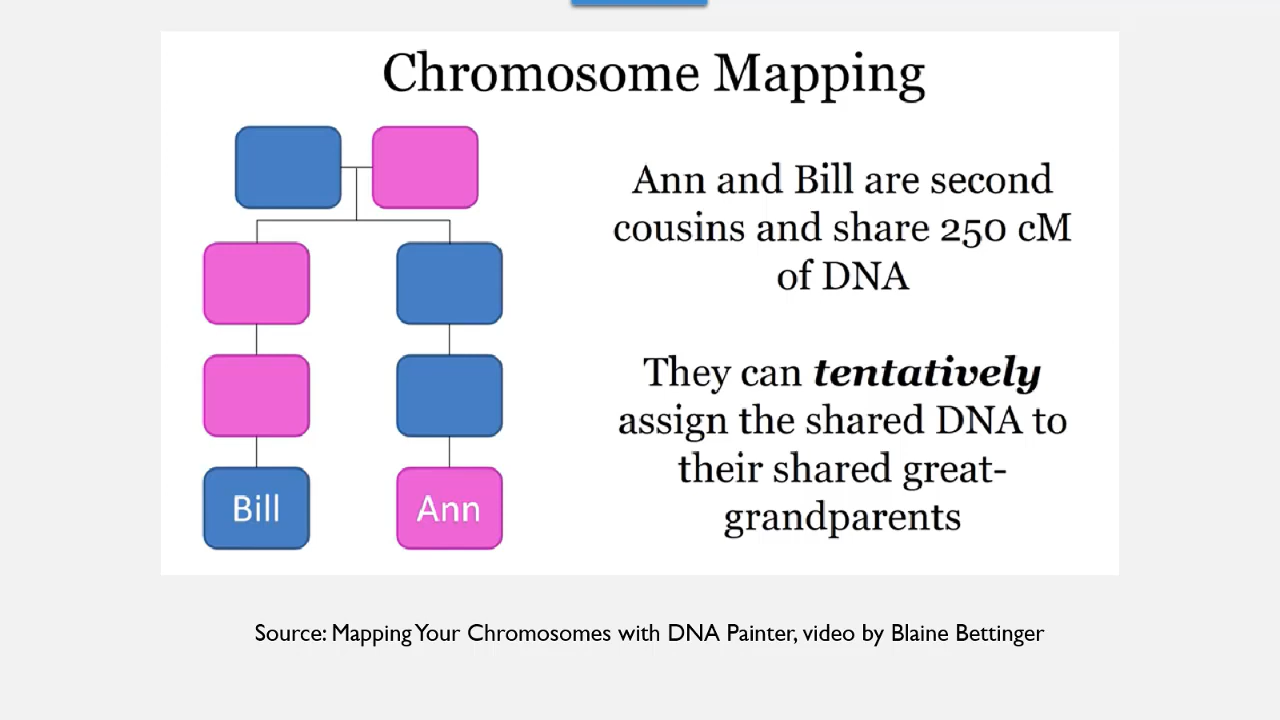 Chromosome Mapping
Ann and Bill are second
cousins and share 250 cM
of DNA
They can tentatively
assign the shared DNA to
their shared great-
grandparents
Bill
Ann
Source: Mapping Your Chromosomes with DNA Painter, video by Blaine Bettinger